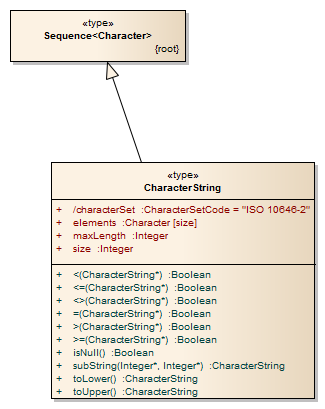 «type»
Sequence<Character>
{root}
«type»
CharacterString
+ /characterSet :CharacterSetCode = "ISO 10646-2"
+ elements :Character [size]
+ maxLength :Integer
+ size :Integer
+ <(CharacterString*) :Boolean
+ <=(CharacterString*) :Boolean
+ <>(CharacterString*) :Boolean
+ =(CharacterString*) :Boolean
+ >(CharacterString*) :Boolean
+ >=(CharacterString*) :Boolean
+ isNull() :Boolean
+ subString(Integer*, Integer*) :CharacterString
+ toLower() :CharacterString
+ toUpper() :CharacterString